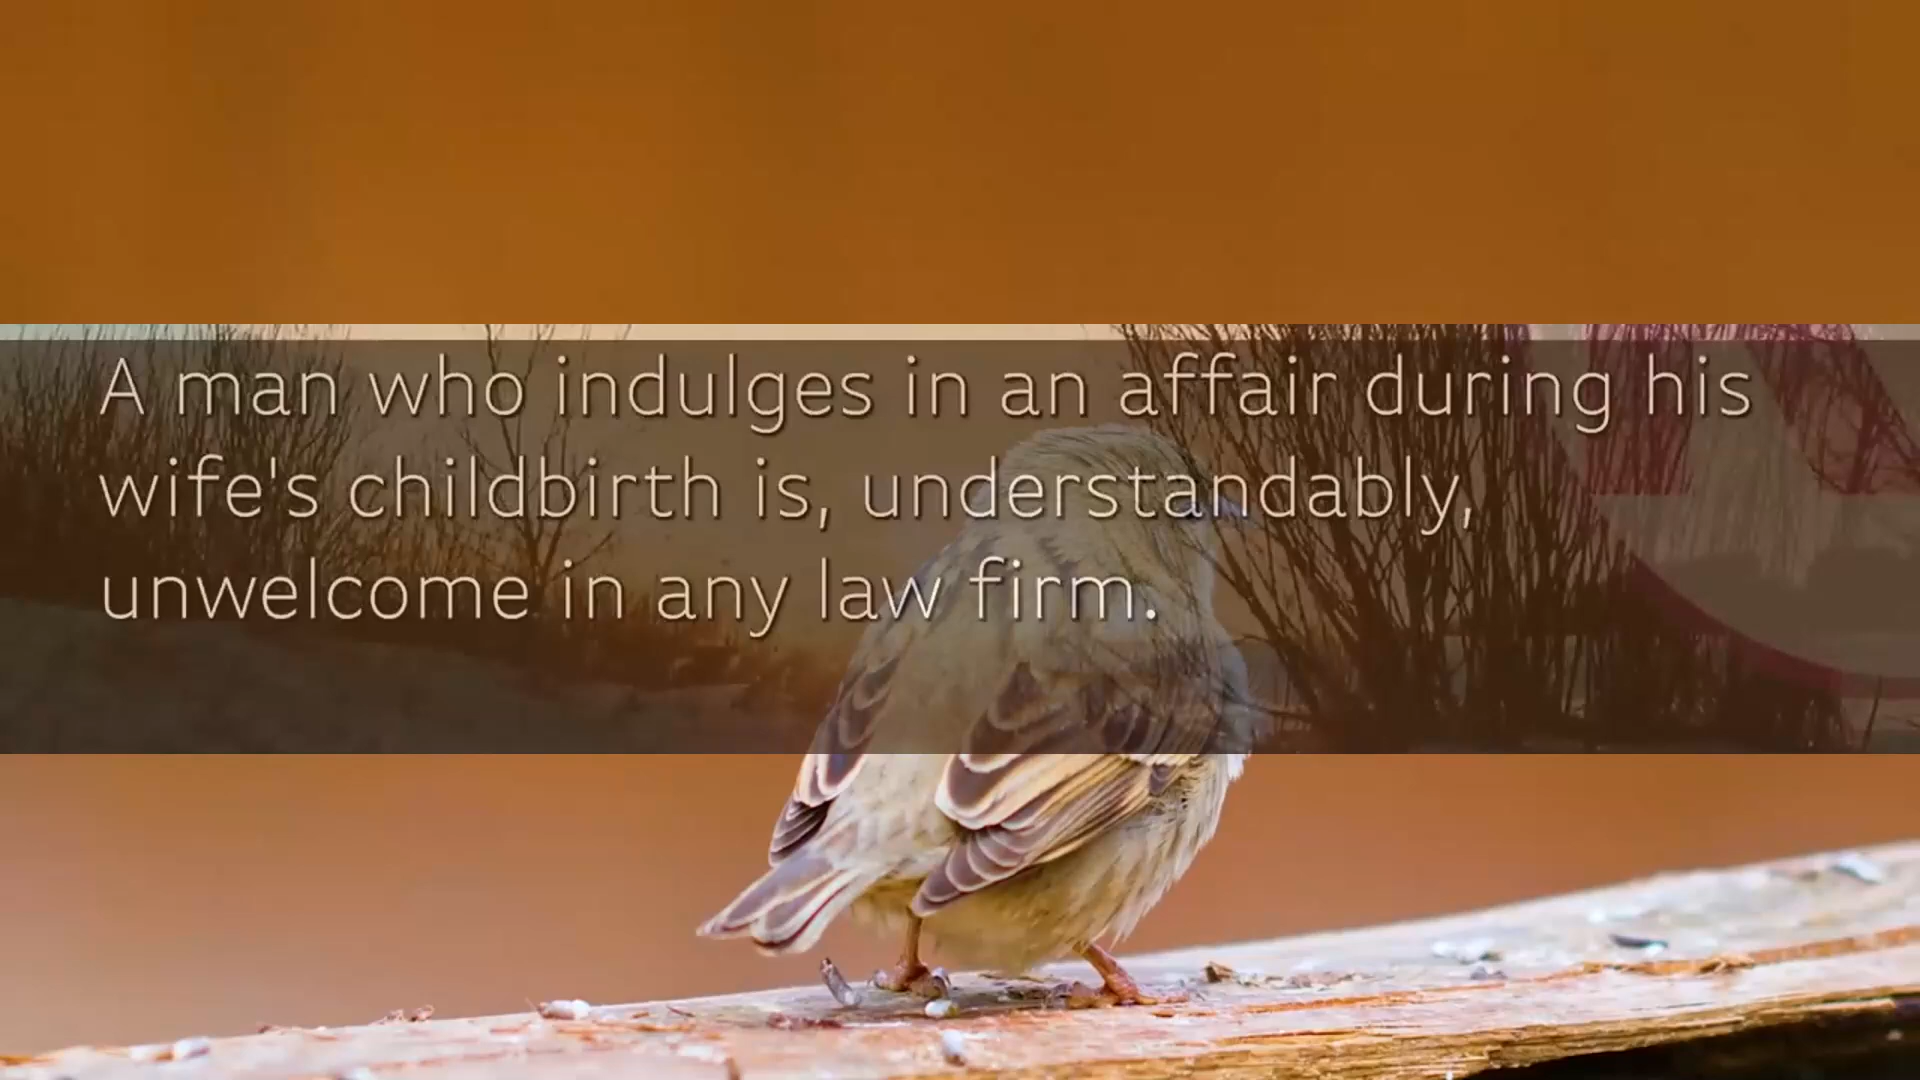 A man who indulges in an affair during his
wife's childbirth is, understandably,
unwelcome in any law firm.